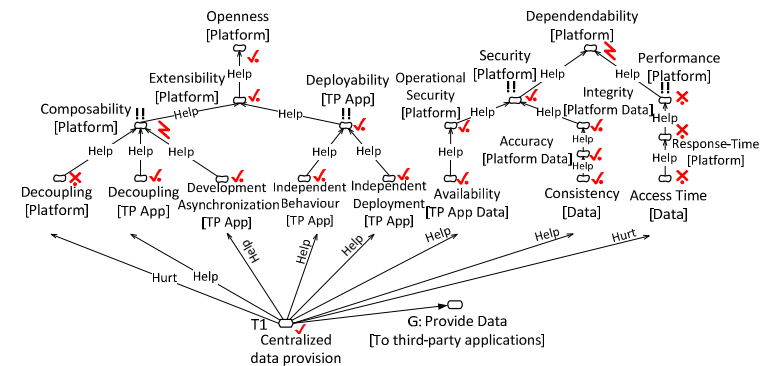 Openness
[Platform]
Dependendability
[Platform]
Help
Extensibility
[Platform]
Deployability
[TP App]
Operational
Security
[Platform]
Security
[Platform]
Help
Help
Performance
[Platform]
!!
!!
Integrity
[Platform Data]
Composability
[Platform]
!!
Help
Help
!!
Help
Help
Help
Accuracy
[Platform Data]
Help
Response-Time
[Platform]
Help
Help
Help
Help
Help
Help
Help
Help
Decoupling
[Platform]
Decoupling
[TP App]
Development
Asynchronization
[TP App]
Independent
Behaviour
[TP App]
Independent
Deployment
[TP App]
Availability
[TP App Data]
Consistency
[Data]
Access Time
[Data]
Hurt
Help
Help
Help
Help
Help
Help
Hurt
T1
Centralized
data provision
G: Provide Data
[To third-party applications]